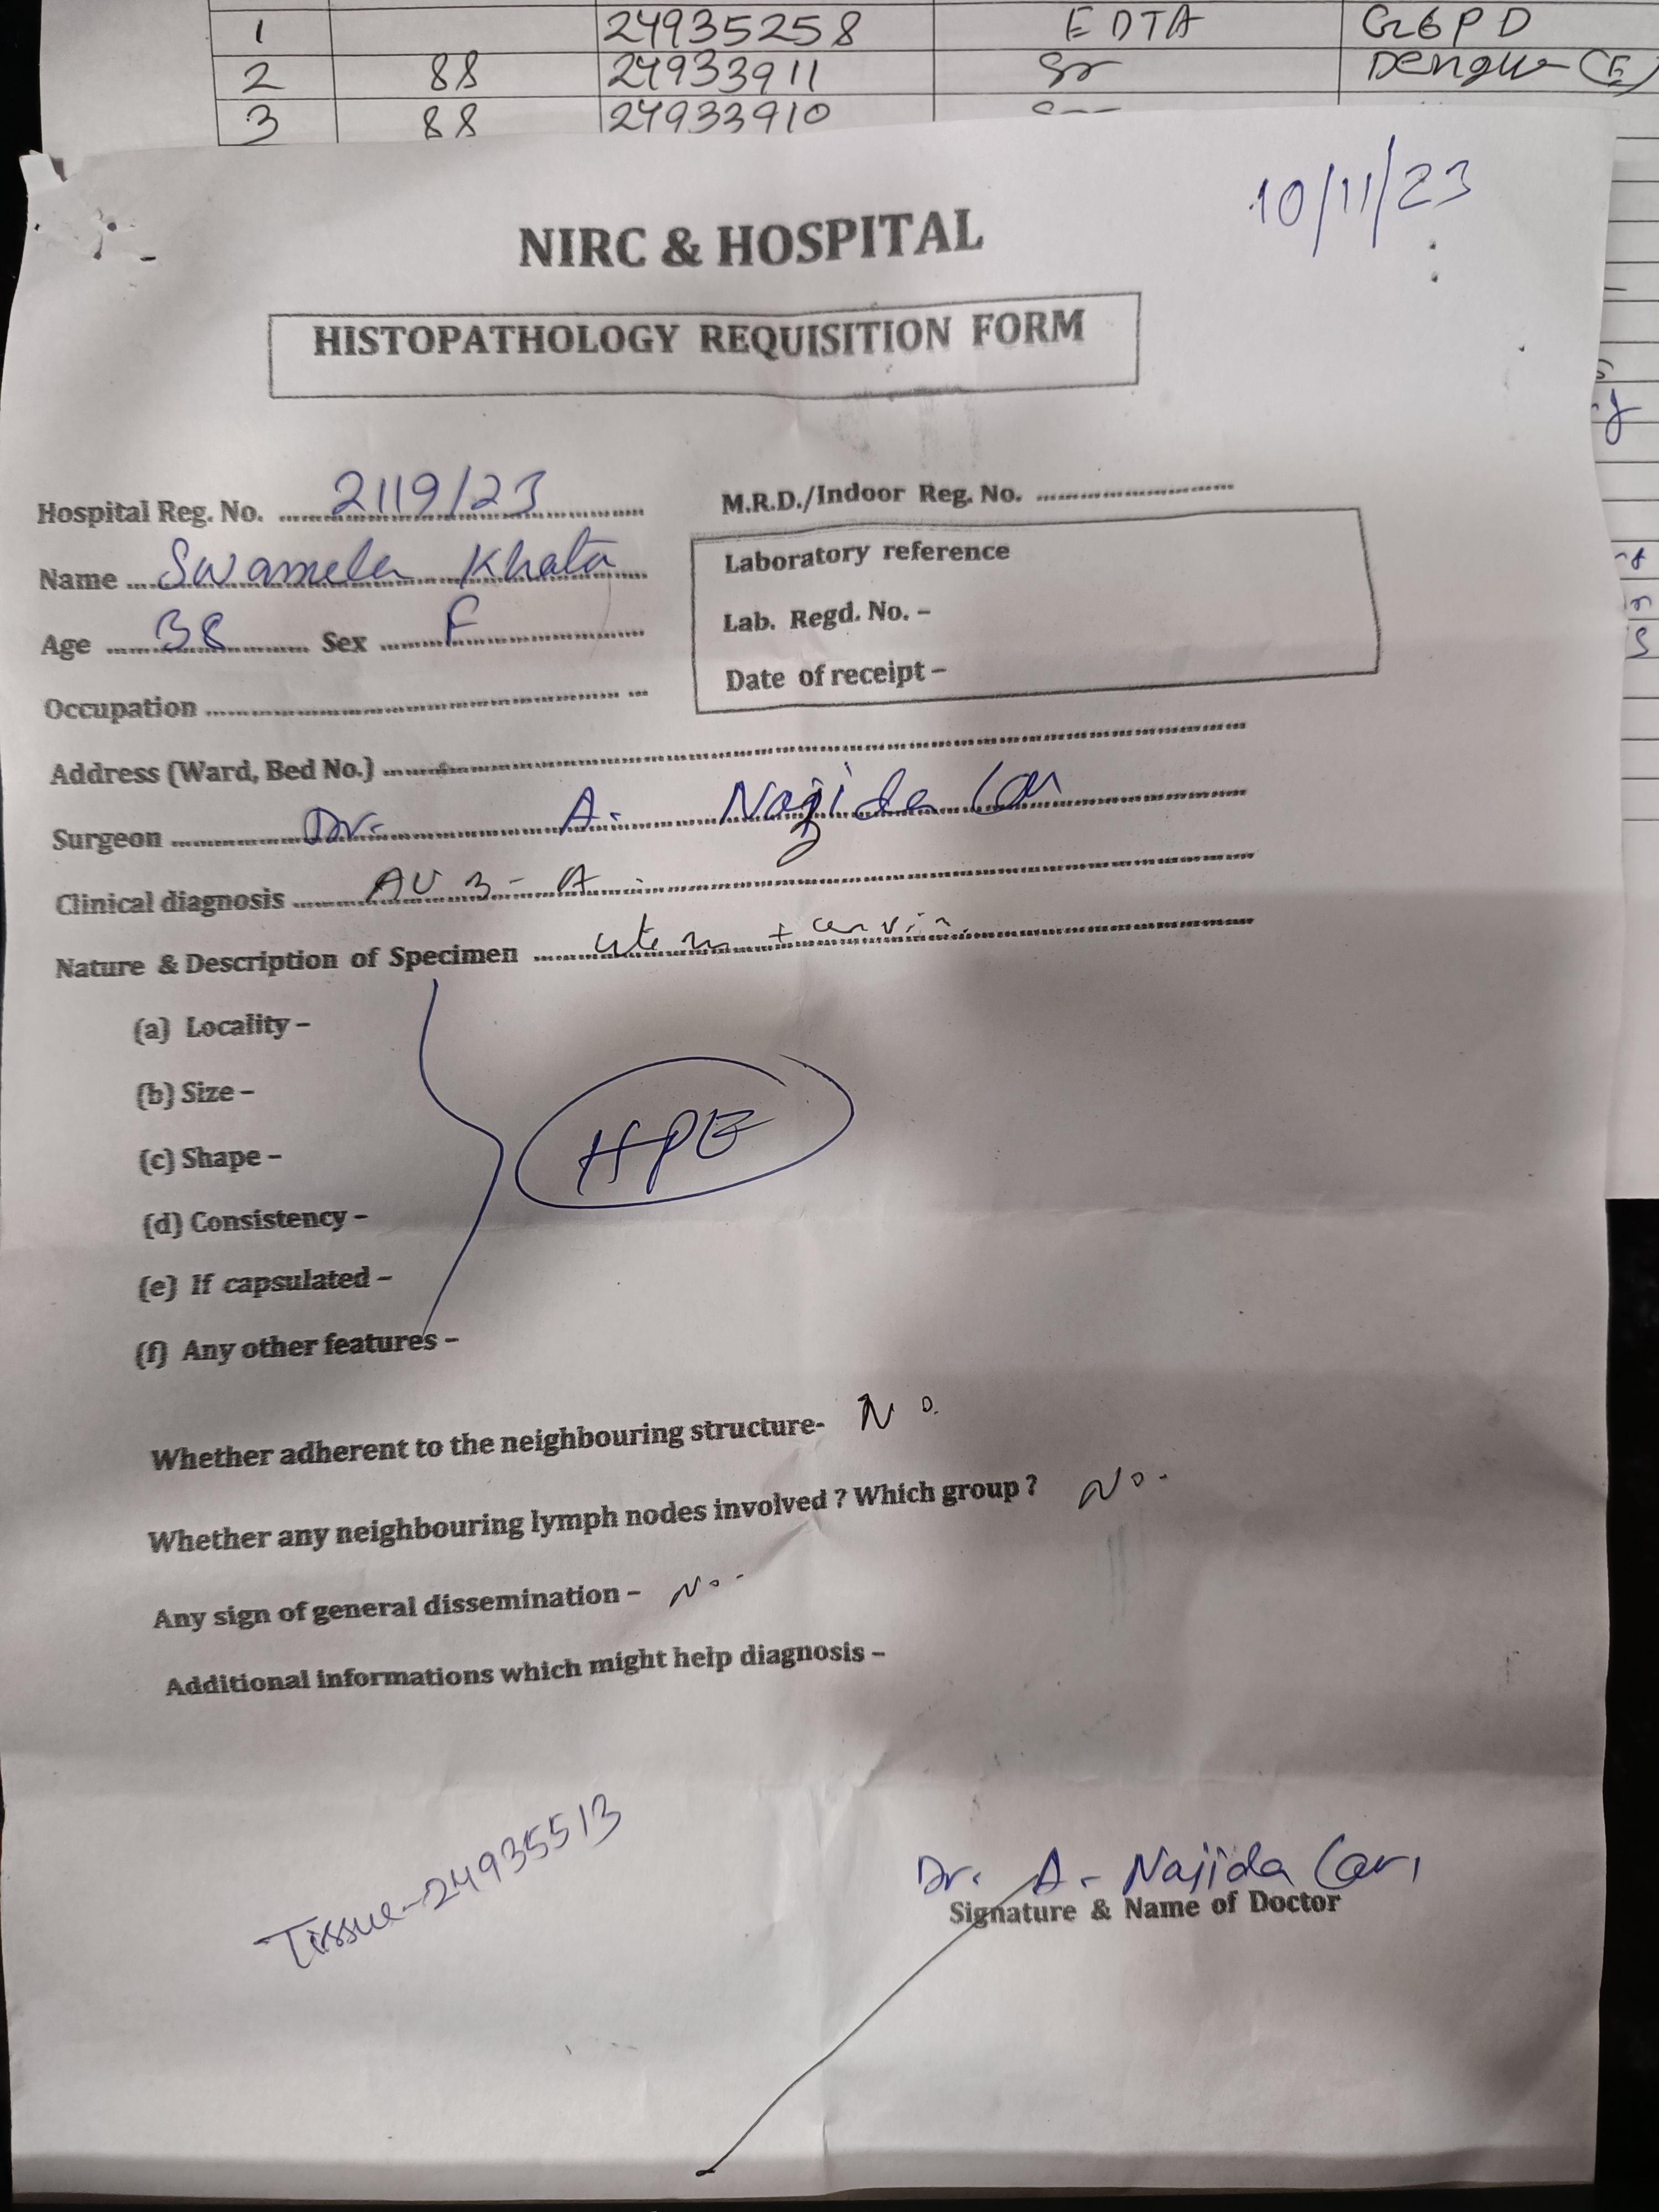 1 24935258 EDTA G6PD
2 88 24933911 Sr Dengue (E)
3 88 24933910
10/11/23
NIRC & HOSPITAL
HISTOPATHOLOGY REQUISITION FORM
Hospital Reg. No. 2119/23
M.R.D./Indoor Reg. No.
Name Khata
Laboratory reference
Age 38 Sex F
Lab. Regd. No. –
Occupation
Date of receipt –
Address (Ward, Bed No.)
Surgeon Dr. A. Najida
Clinical diagnosis
Nature & Description of Specimen
(a) Locality –
(b) Size –
(c) Shape –
(d) Consistency –
(e) If capsulated –
(f) Any other features –
HPE
Whether adherent to the neighbouring structure- No.
Whether any neighbouring lymph nodes involved ? Which group ? No.
Any sign of general dissemination – No.
Additional informations which might help diagnosis –
Tissue-24935513
Dr. A. Najida
Signature & Name of Doctor